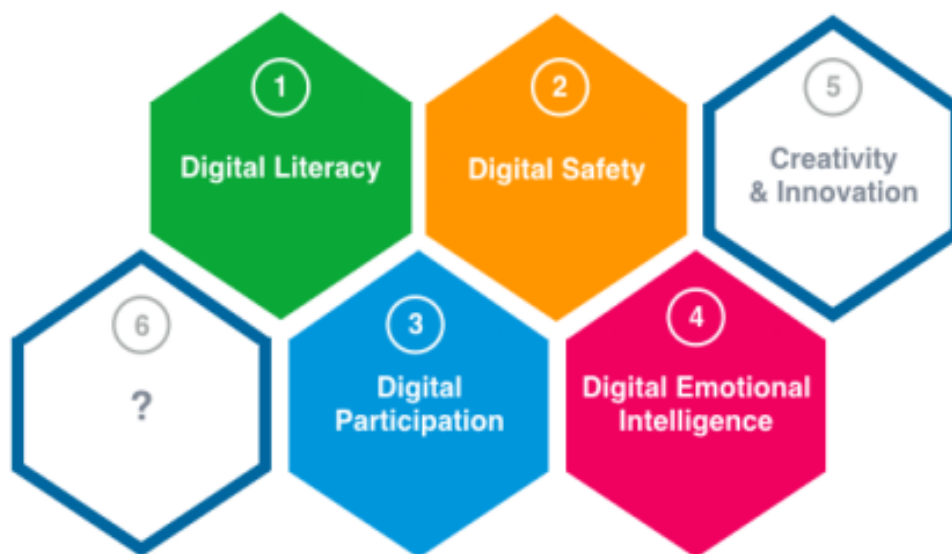 1
Digital Literacy
2
Digital Safety
5
Creativity
& Innovation
6
?
3
Digital
Participation
4
Digital Emotional
Intelligence